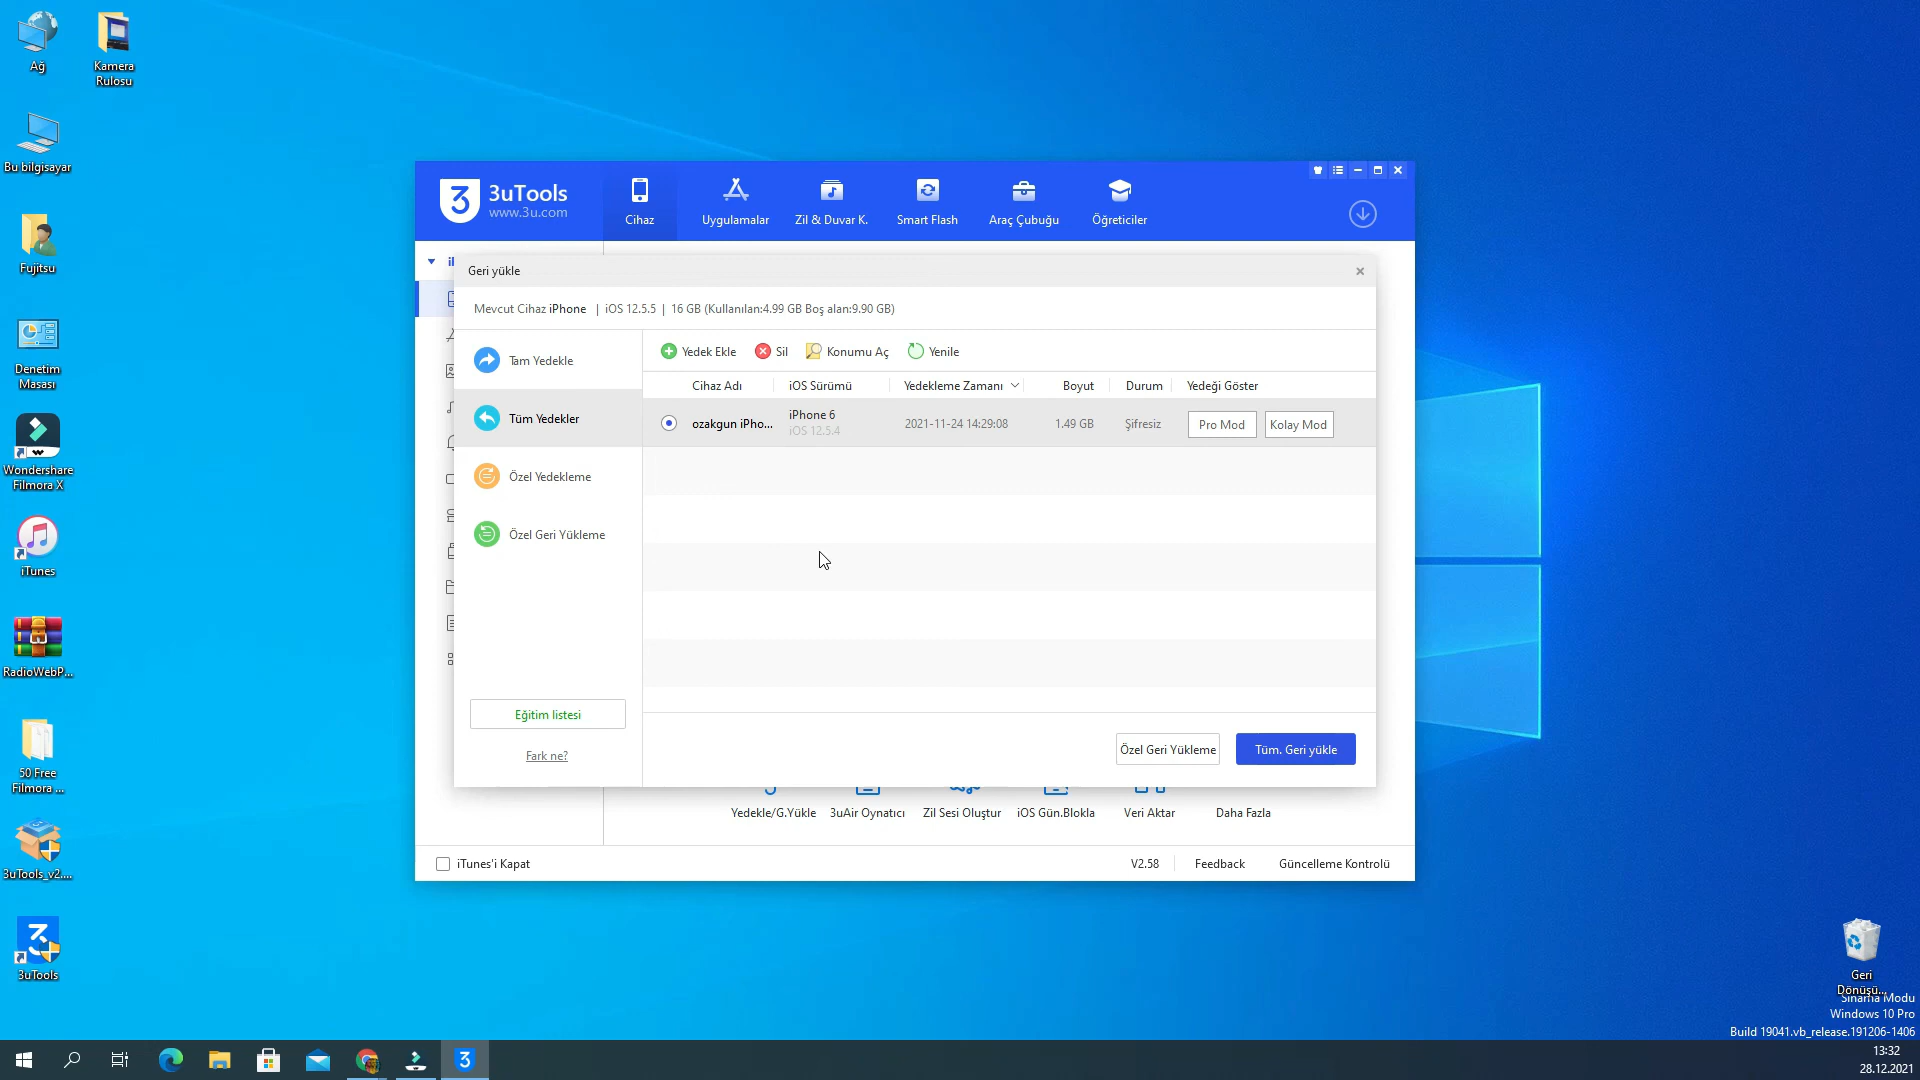 Ağ
Kamera
Rulosu
Bu bilgisayar
Fujitsu
Denetim
Masası
Wondershare
Filmora X
iTunes
RadioWebP...
50 Free
Filmora ...
3uTools_v2....
3uTools
3uTools
www.3u.com
Cihaz
Uygulamalar
Zil & Duvar K.
Smart Flash
Araç Çubuğu
Öğreticiler
Geri yükle
Mevcut Cihaz iPhone | iOS 12.5.5 | 16 GB (Kullanılan:4.99 GB Boş alan:9.90 GB)
Tam Yedekle
Tüm Yedekler
Özel Yedekleme
Özel Geri Yükleme
Eğitim listesi
Fark ne?
Yedek Ekle
Sil
Konumu Aç
Yenile
Cihaz Adı
iOS Sürümü
Yedekleme Zamanı
Boyut
Durum
Yedeği Göster
ozakgun iPho...
iPhone 6
iOS 12.5.4
2021-11-24 14:29:08
1.49 GB
Şifresiz
Pro Mod
Kolay Mod
Özel Geri Yükleme
Tüm. Geri yükle
Yedekle/G.Yükle
3uAir Oynatıcı
Zil Sesi Oluştur
iOS Gün.Blokla
Veri Aktar
Daha Fazla
iTunes'i Kapat
V2.58
Feedback
Güncelleme Kontrolü
Geri
Dönüşü...
Sınama Modu
Windows 10 Pro
Build 19041.vb_release.191206-1406
13:32
28.12.2021